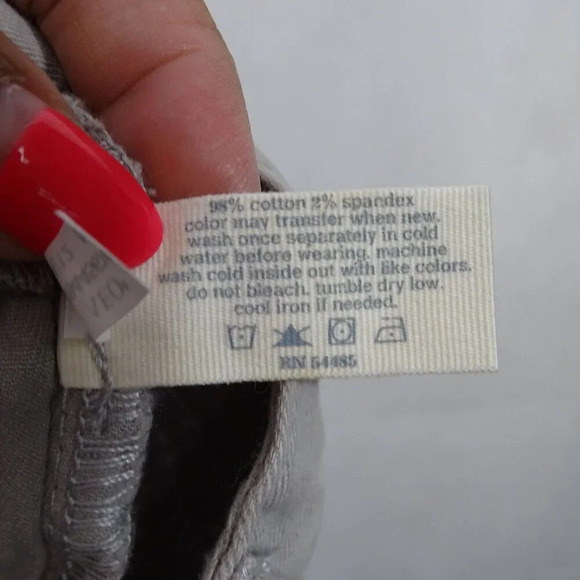 98% cotton 2% spandex
color may transfer when new.
wash once separately in cold
water before wearing. machine
wash cold inside out with like colors.
do not bleach. tumble dry low.
cool iron if needed.
RN 54485